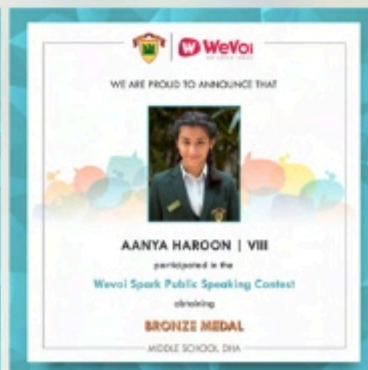 WeVoi
WE ARE PROUD TO ANNOUNCE THAT
AANYA HAROON | VIII
participated in the
Wevoi Spark Public Speaking Contest
obtaining
BRONZE MEDAL
MIDDLE SCHOOL DHA